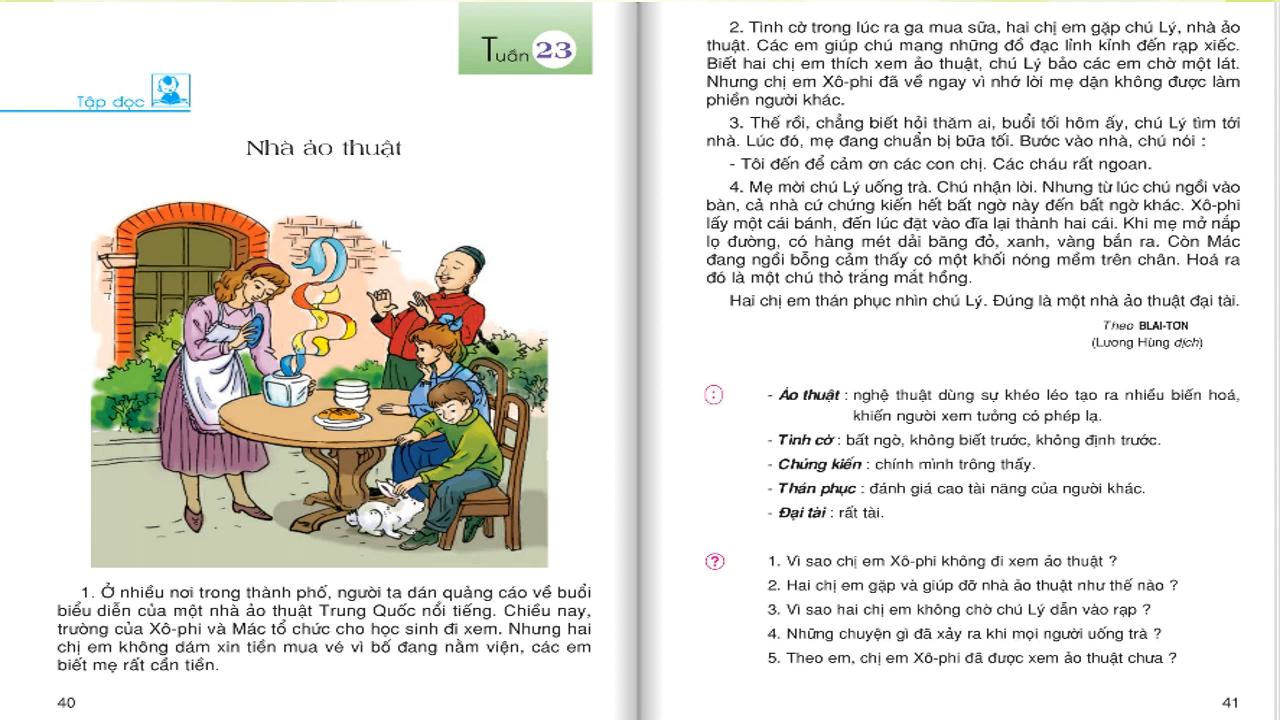 Tuần 23
Tập đọc
Nhà ảo thuật
1. Ở nhiều nơi trong thành phố, người ta dán quảng cáo về buổi
biểu diễn của một nhà ảo thuật Trung Quốc nổi tiếng. Chiều nay,
trường của Xô-phi và Mác tổ chức cho học sinh đi xem. Nhưng hai
chị em không dám xin tiền mua vé vì bố đang nằm viện, các em
biết mẹ rất cần tiền.
40
2. Tình cờ trong lúc ra ga mua sữa, hai chị em gặp chú Lý, nhà ảo
thuật. Các em giúp chú mang những đồ đạc lỉnh kỉnh đến rạp xiếc.
Biết hai chị em thích xem ảo thuật, chú Lý bảo các em chờ một lát.
Nhưng chị em Xô-phi đã về ngay vì nhớ lời mẹ dặn không được làm
phiền người khác.
3. Thế rồi, chẳng biết hỏi thăm ai, buổi tối hôm ấy, chú Lý tìm tới
nhà. Lúc đó, mẹ đang chuẩn bị bữa tối. Bước vào nhà, chú nói :
- Tôi đến để cảm ơn các con chị. Các cháu rất ngoan.
4. Mẹ mời chú Lý uống trà. Chú nhận lời. Nhưng từ lúc chú ngồi vào
bàn, cả nhà cứ chứng kiến hết bất ngờ này đến bất ngờ khác. Xô-phi
lấy một cái bánh, đến lúc đặt vào đĩa lại thành hai cái. Khi mẹ mở nắp
lọ đường, có hàng mét dải băng đỏ, xanh, vàng bắn ra. Còn Mác
đang ngồi bỗng cảm thấy có một khối nóng mềm trên chân. Hoá ra
đó là một chú thỏ trắng mắt hồng.
Hai chị em thán phục nhìn chú Lý. Đúng là một nhà ảo thuật đại tài.
Theo BLAI-TƠN
(Lương Hùng dịch)
- Ảo thuật : nghệ thuật dùng sự khéo léo tạo ra nhiều biến hoá,
khiến người xem tưởng có phép lạ.
- Tình cờ : bất ngờ, không biết trước, không định trước.
- Chứng kiến : chính mình trông thấy.
- Thán phục : đánh giá cao tài năng của người khác.
- Đại tài : rất tài.
? 1. Vì sao chị em Xô-phi không đi xem ảo thuật ?
2. Hai chị em gặp và giúp đỡ nhà ảo thuật như thế nào ?
3. Vì sao hai chị em không chờ chú Lý dẫn vào rạp ?
4. Những chuyện gì đã xảy ra khi mọi người uống trà ?
5. Theo em, chị em Xô-phi đã được xem ảo thuật chưa ?
41